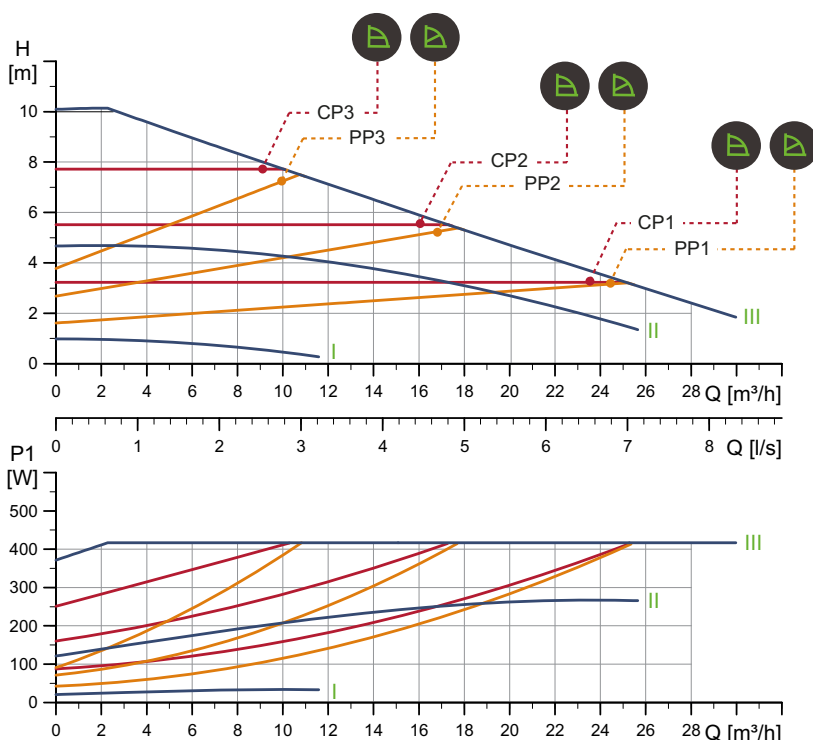 H
[m]
CP3
PP3
CP2
PP2
CP1
PP1
10
8
6
4
2
0
I
II
III
0 2 4 6 8 10 12 14 16 18 20 22 24 26 28 Q [m³/h]
0 1 2 3 4 5 6 7 8 Q [l/s]
P1
[W]
500
400
300
200
100
0
III
II
I
0 2 4 6 8 10 12 14 16 18 20 22 24 26 28 Q [m³/h]